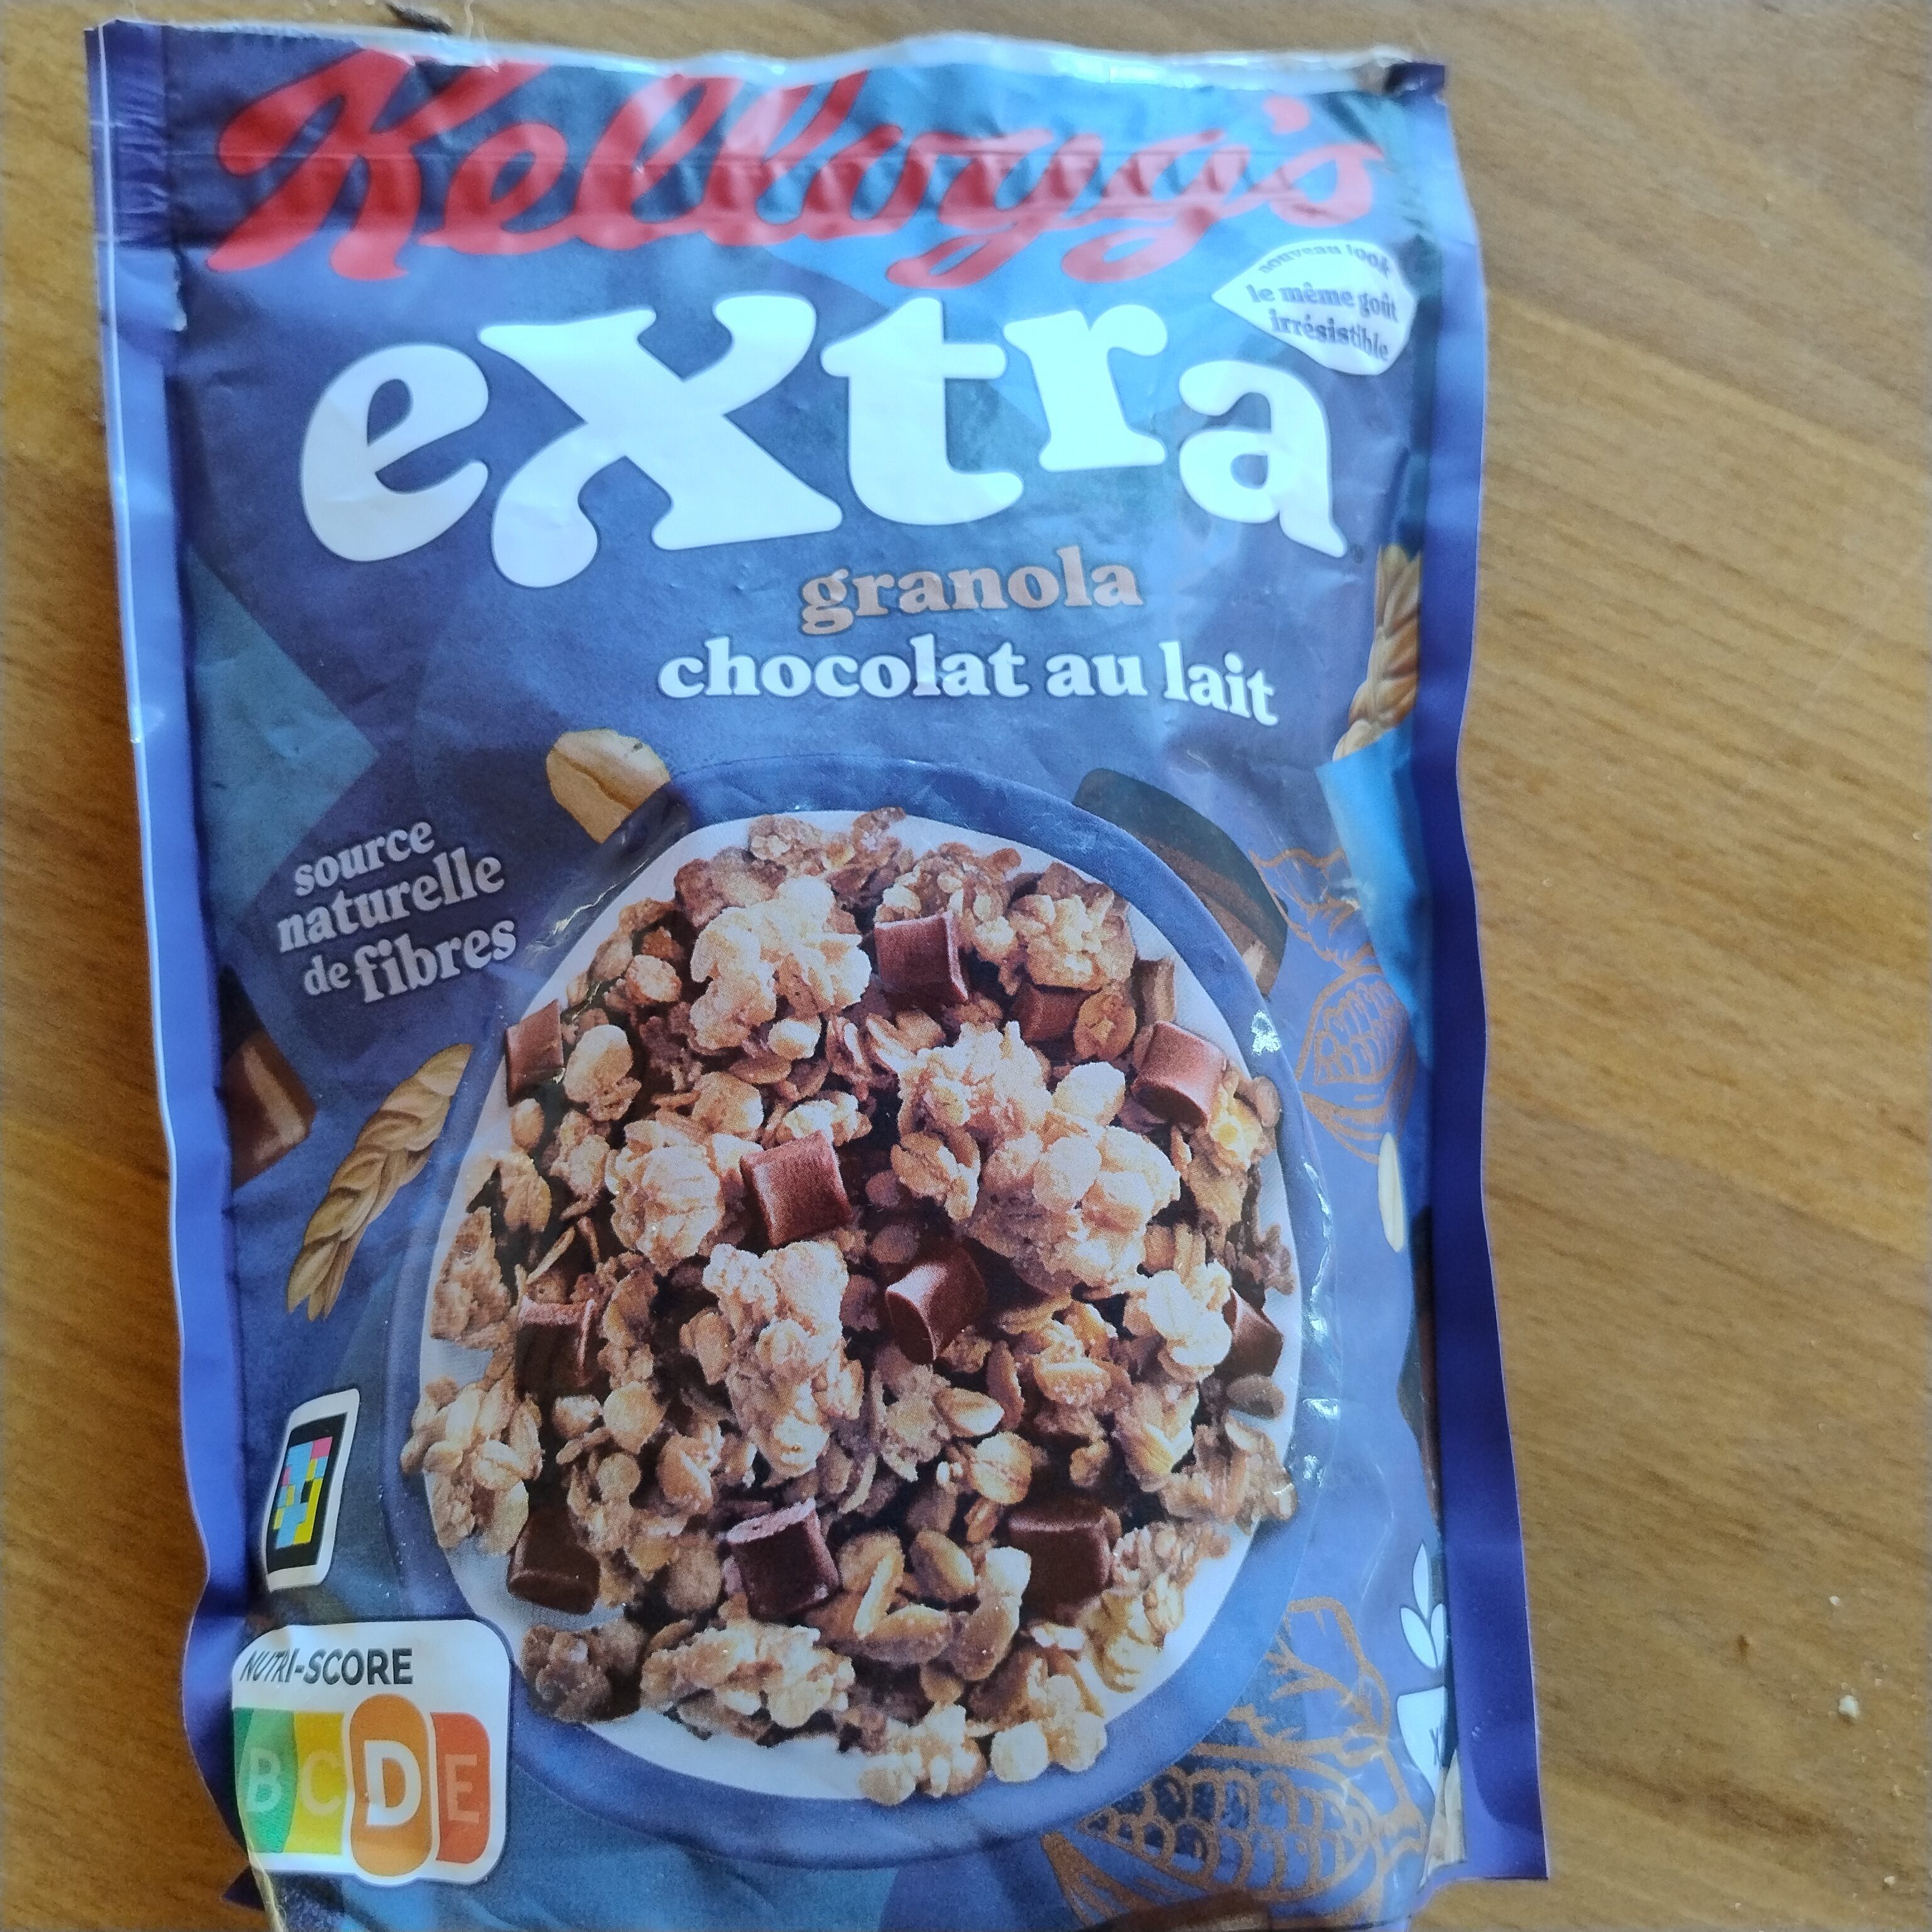 Kellogg's
extra
nouveau look
le même goût
irrésistible
granola
chocolat au lait
source
naturelle
de fibres
NUTRI-SCORE
B C D E